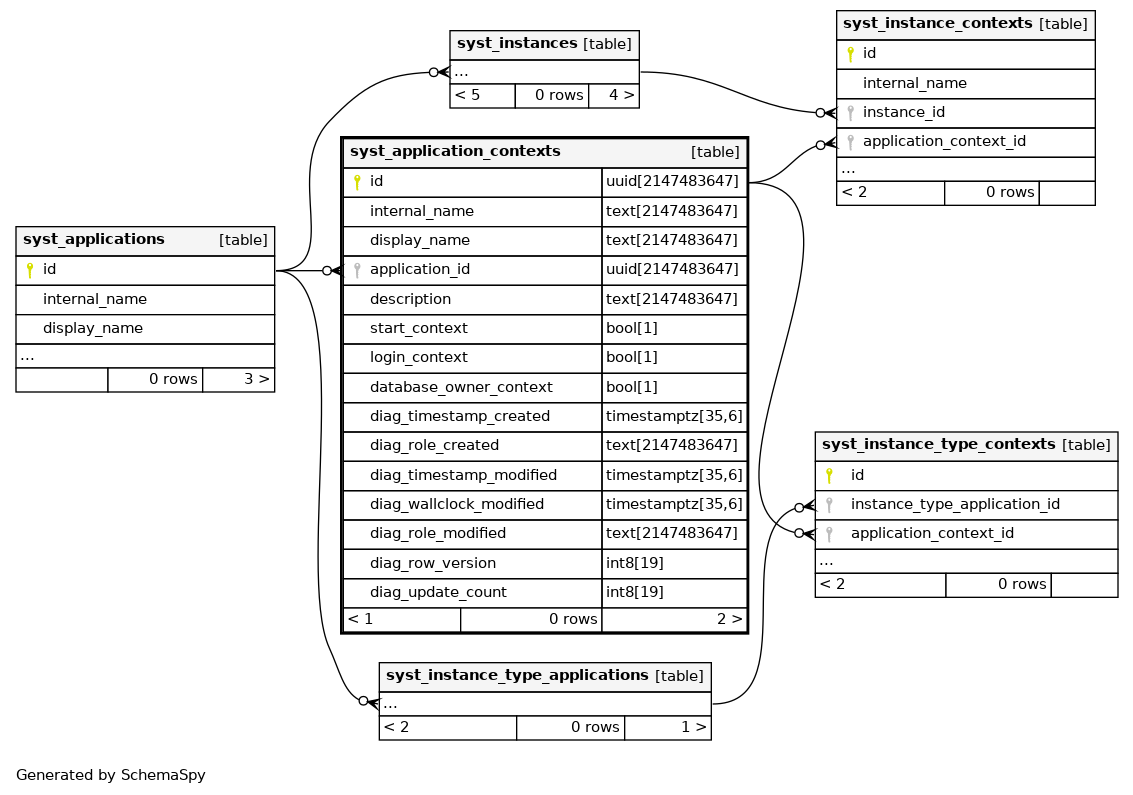 syst_instances [table]
...
< 5 0 rows 4 >
syst_instance_contexts [table]
id
internal_name
instance_id
application_context_id
...
< 2 0 rows
syst_application_contexts [table]
id uuid[2147483647]
internal_name text[2147483647]
display_name text[2147483647]
application_id uuid[2147483647]
description text[2147483647]
start_context bool[1]
login_context bool[1]
database_owner_context bool[1]
diag_timestamp_created timestamptz[35,6]
diag_role_created text[2147483647]
diag_timestamp_modified timestamptz[35,6]
diag_wallclock_modified timestamptz[35,6]
diag_role_modified text[2147483647]
diag_row_version int8[19]
diag_update_count int8[19]
< 1 0 rows 2 >
syst_applications [table]
id
internal_name
display_name
...
0 rows 3 >
syst_instance_type_contexts [table]
id
instance_type_application_id
application_context_id
...
< 2 0 rows
syst_instance_type_applications [table]
...
< 2 0 rows 1 >
Generated by SchemaSpy